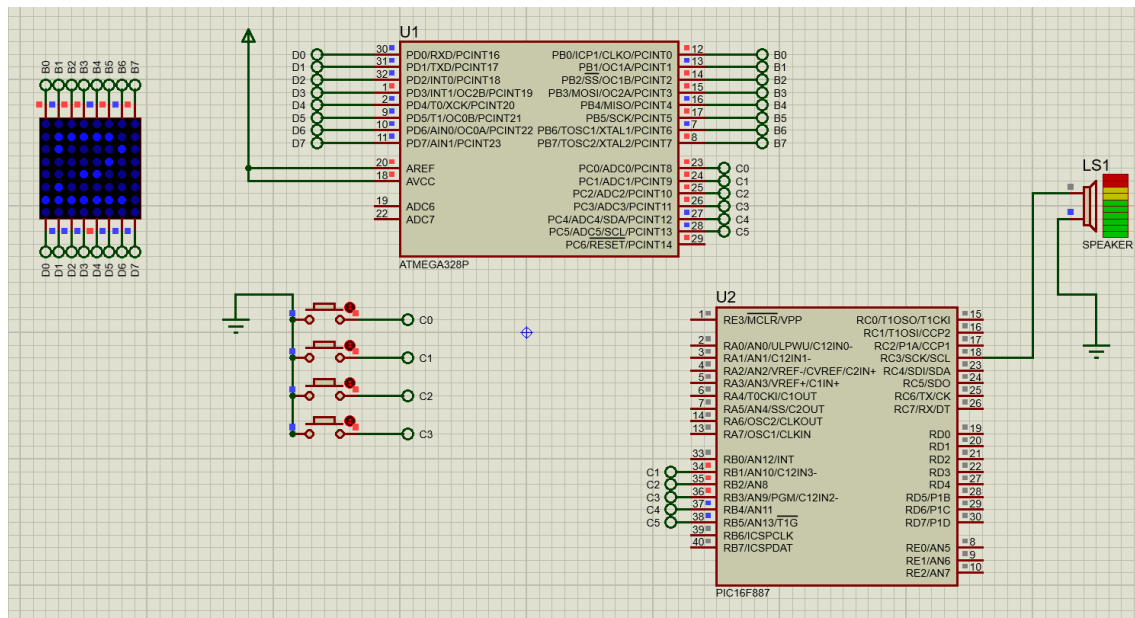 U1
D0 30 PD0/RXD/PCINT16 PB0/ICP1/CLKO/PCINT0 12 B0
D1 31 PD1/TXD/PCINT17 PB1/OC1A/PCINT1 13 B1
D2 32 PD2/INT0/PCINT18 PB2/SS/OC1B/PCINT2 14 B2
D3 1 PD3/INT1/OC2B/PCINT19 PB3/MOSI/OC2A/PCINT3 15 B3
D4 2 PD4/T0/XCK/PCINT20 PB4/MISO/PCINT4 16 B4
D5 9 PD5/T1/OC0B/PCINT21 PB5/SCK/PCINT5 17 B5
D6 10 PD6/AIN0/OC0A/PCINT22 PB6/TOSC1/XTAL1/PCINT6 7 B6
D7 11 PD7/AIN1/PCINT23 PB7/TOSC2/XTAL2/PCINT7 8 B7
20 AREF PC0/ADC0/PCINT8 23 C0
18 AVCC PC1/ADC1/PCINT9 24 C1
PC2/ADC2/PCINT10 25 C2
19 ADC6 PC3/ADC3/PCINT11 26 C3
22 ADC7 PC4/ADC4/SDA/PCINT12 27 C4
PC5/ADC5/SCL/PCINT13 28 C5
PC6/RESET/PCINT14 29
ATMEGA328P
B0 B1 B2 B3 B4 B5 B6 B7
D0 D1 D2 D3 D4 D5 D6 D7
LS1
SPEAKER
C0
C1
C2
C3
U2
1 RE3/MCLR/VPP RC0/T1OSO/T1CKI 15
RC1/T1OSI/CCP2 16
2 RA0/AN0/ULPWU/C12IN0- RC2/P1A/CCP1 17
3 RA1/AN1/C12IN1- RC3/SCK/SCL 18
4 RA2/AN2/VREF-/CVREF/C2IN+ RC4/SDI/SDA 23
5 RA3/AN3/VREF+/C1IN+ RC5/SDO 24
6 RA4/T0CKI/C1OUT RC6/TX/CK 25
7 RA5/AN4/SS/C2OUT RC7/RX/DT 26
14 RA6/OSC2/CLKOUT
13 RA7/OSC1/CLKIN RD0 19
RD1 20
33 RB0/AN12/INT RD2 21
C1 34 RB1/AN10/C12IN3- RD3 22
C2 35 RB2/AN8 RD4 27
C3 36 RB3/AN9/PGM/C12IN2- RD5/P1B 28
C4 37 RB4/AN11 RD6/P1C 29
C5 38 RB5/AN13/T1G RD7/P1D 30
39 RB6/ICSPCLK
40 RB7/ICSPDAT RE0/AN5 8
RE1/AN6 9
RE2/AN7 10
PIC16F887